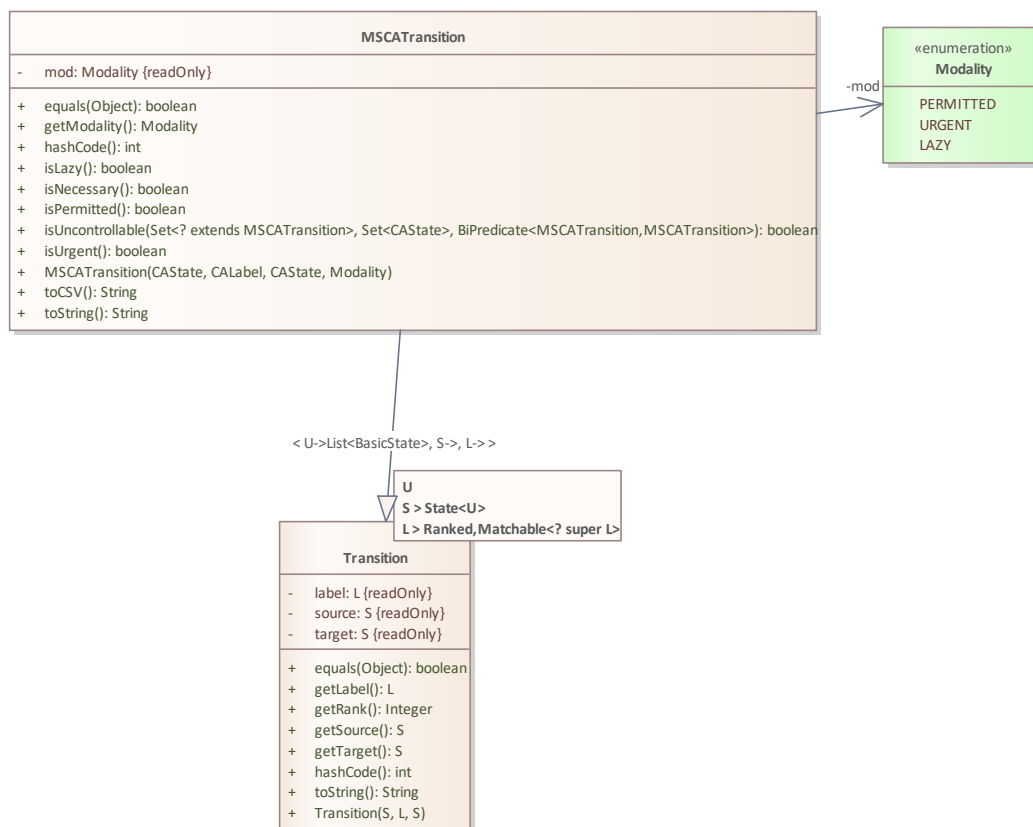 MSCATransition
- mod: Modality {readOnly}
+ equals(Object): boolean
+ getModality(): Modality
+ hashCode(): int
+ isLazy(): boolean
+ isNecessary(): boolean
+ isPermitted(): boolean
+ isUncontrollable(Set<? extends MSCATransition>, Set<CAState>, BiPredicate<MSCATransition,MSCATransition>): boolean
+ isUrgent(): boolean
+ MSCATransition(CAState, CALabel, CAState, Modality)
+ toCSV(): String
+ toString(): String
-mod
«enumeration»
Modality
PERMITTED
URGENT
LAZY
< U->List<BasicState>, S->, L-> >
U
S > State<U>
L > Ranked,Matchable<? super L>
Transition
- label: L {readOnly}
- source: S {readOnly}
- target: S {readOnly}
+ equals(Object): boolean
+ getLabel(): L
+ getRank(): Integer
+ getSource(): S
+ getTarget(): S
+ hashCode(): int
+ toString(): String
+ Transition(S, L, S)